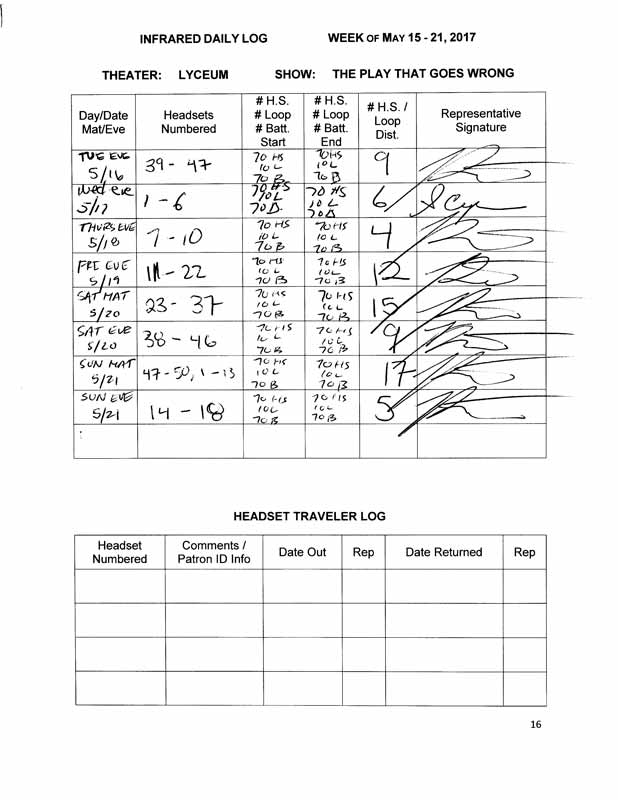 INFRARED DAILY LOG WEEK OF MAY 15 - 21, 2017
THEATER: LYCEUM SHOW: THE PLAY THAT GOES WRONG
Day/Date Mat/Eve Headsets Numbered # H.S. # Loop # Batt. Start # H.S. # Loop # Batt. End # H.S. / Loop Dist. Representative Signature
TUE EVE 5/16 39 - 47 70 HS 10 L 70 B 70 HS 10 L 70 B 9
Wed eve 5/17 1 - 6 70 HS 10 L 70 B. 70 HS 10 L 70 B 6
THURS EVE 5/18 7 - 10 70 HS 10 L 70 B 70 HS 10 L 70 B 4
FRI EVE 5/19 11 - 22 70 HS 10 L 70 B 70 HS 10 L 70 B 12
SAT MAT 5/20 23 - 37 70 HS 10 L 70 B 70 HS 10 L 70 B 15
SAT EVE 5/20 38 - 46 70 HS 10 L 70 B 70 HS 10 L 70 B 9
SUN MAT 5/21 47 - 50, 1 - 13 70 HS 10 L 70 B 70 HS 10 L 70 B 17
SUN EVE 5/21 14 - 18 70 HS 10 L 70 B 70 HS 10 L 70 B 5
:
HEADSET TRAVELER LOG
Headset Numbered Comments / Patron ID Info Date Out Rep Date Returned Rep
16